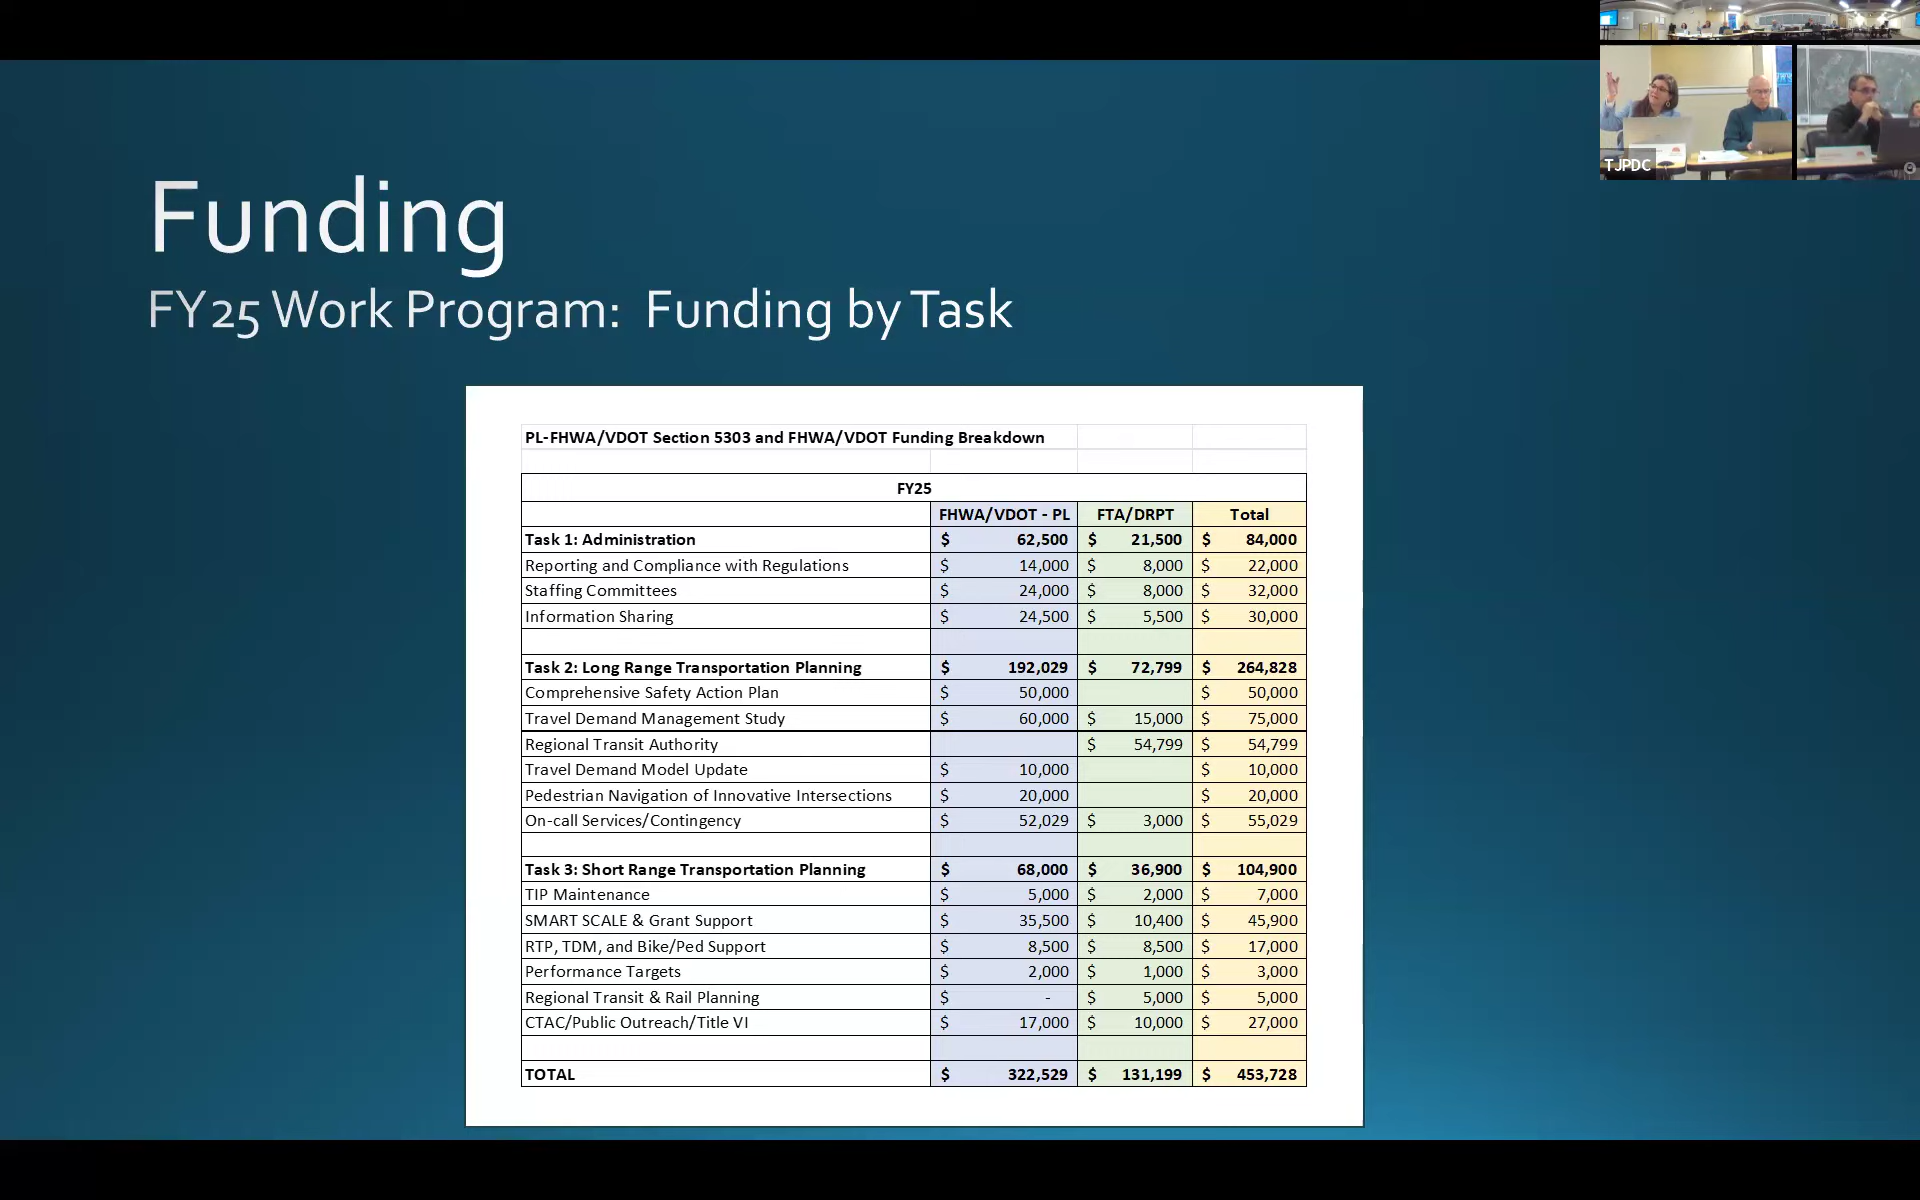 TJPDC
Funding
FY25 Work Program: Funding by Task
PL-FHWA/VDOT Section 5303 and FHWA/VDOT Funding Breakdown
FY25
FHWA/VDOT - PL FTA/DRPT Total
Task 1: Administration $ 62,500 $ 21,500 $ 84,000
Reporting and Compliance with Regulations $ 14,000 $ 8,000 $ 22,000
Staffing Committees $ 24,000 $ 8,000 $ 32,000
Information Sharing $ 24,500 $ 5,500 $ 30,000
Task 2: Long Range Transportation Planning $ 192,029 $ 72,799 $ 264,828
Comprehensive Safety Action Plan $ 50,000 $ 50,000
Travel Demand Management Study $ 60,000 $ 15,000 $ 75,000
Regional Transit Authority $ 54,799 $ 54,799
Travel Demand Model Update $ 10,000 $ 10,000
Pedestrian Navigation of Innovative Intersections $ 20,000 $ 20,000
On-call Services/Contingency $ 52,029 $ 3,000 $ 55,029
Task 3: Short Range Transportation Planning $ 68,000 $ 36,900 $ 104,900
TIP Maintenance $ 5,000 $ 2,000 $ 7,000
SMART SCALE & Grant Support $ 35,500 $ 10,400 $ 45,900
RTP, TDM, and Bike/Ped Support $ 8,500 $ 8,500 $ 17,000
Performance Targets $ 2,000 $ 1,000 $ 3,000
Regional Transit & Rail Planning $ - $ 5,000 $ 5,000
CTAC/Public Outreach/Title VI $ 17,000 $ 10,000 $ 27,000
TOTAL $ 322,529 $ 131,199 $ 453,728